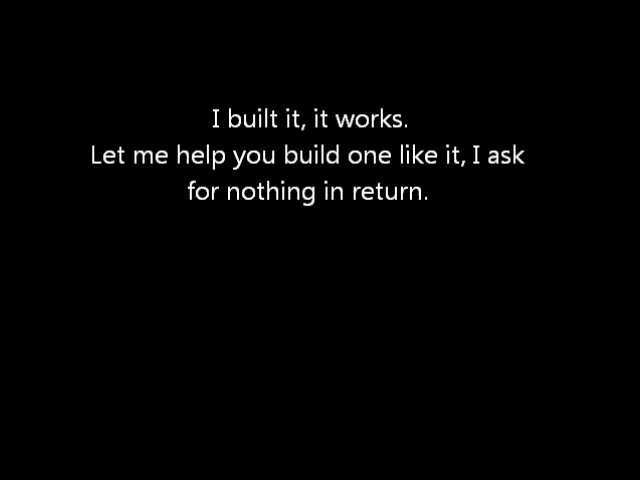 I built it, it works.
Let me help you build one like it, I ask
for nothing in return.